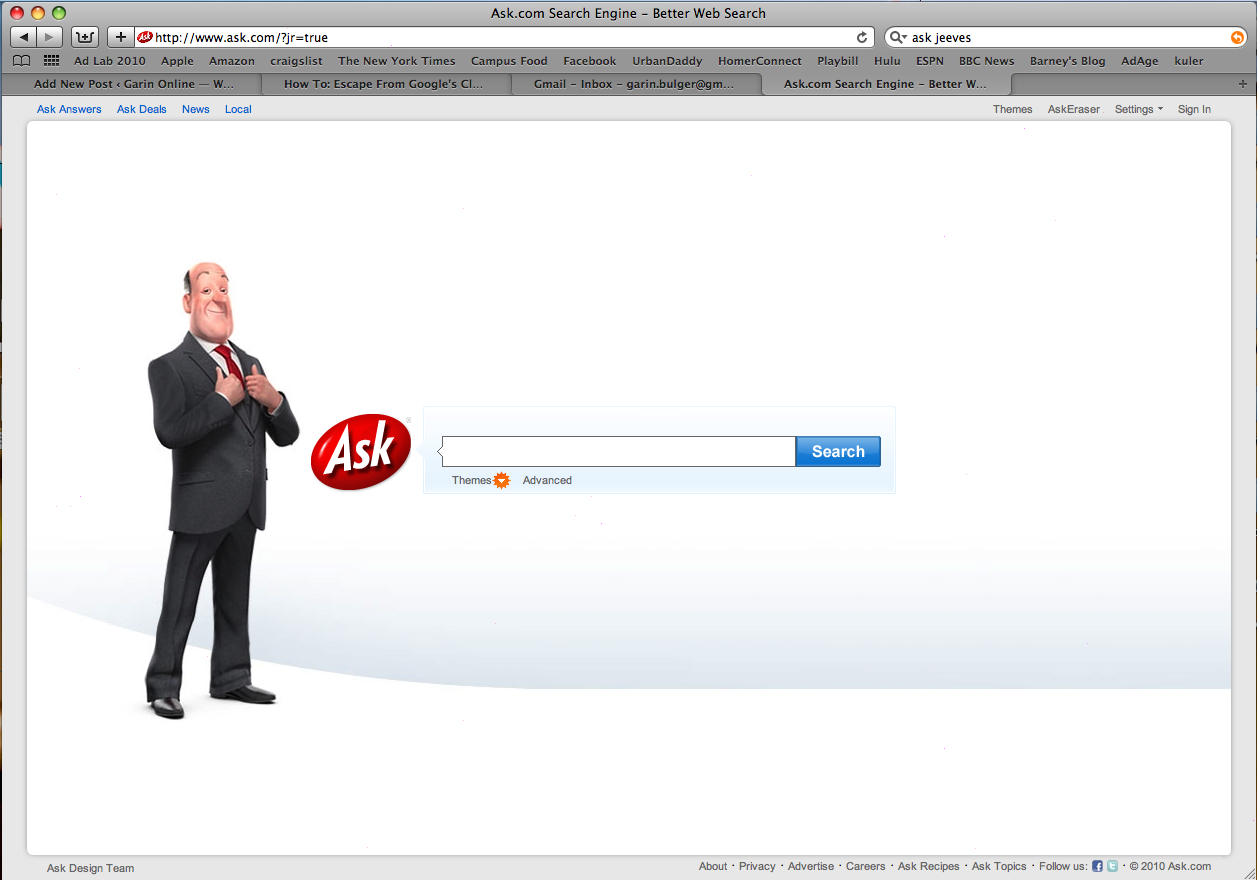 Ask.com Search Engine – Better Web Search
Ask http://www.ask.com/?jr=true ask jeeves
Ad Lab 2010 Apple Amazon craigslist The New York Times Campus Food Facebook UrbanDaddy HomerConnect Playbill Hulu ESPN BBC News Barney's Blog AdAge kuler
Add New Post ‹ Garin Online — W... How To: Escape From Google's Cl... Gmail – Inbox – garin.bulger@gm... Ask.com Search Engine – Better W...
Ask Answers Ask Deals News Local Themes AskEraser Settings Sign In
Ask ®
Search
Themes Advanced
Ask Design Team About · Privacy · Advertise · Careers · Ask Recipes · Ask Topics · Follow us: f t · © 2010 Ask.com